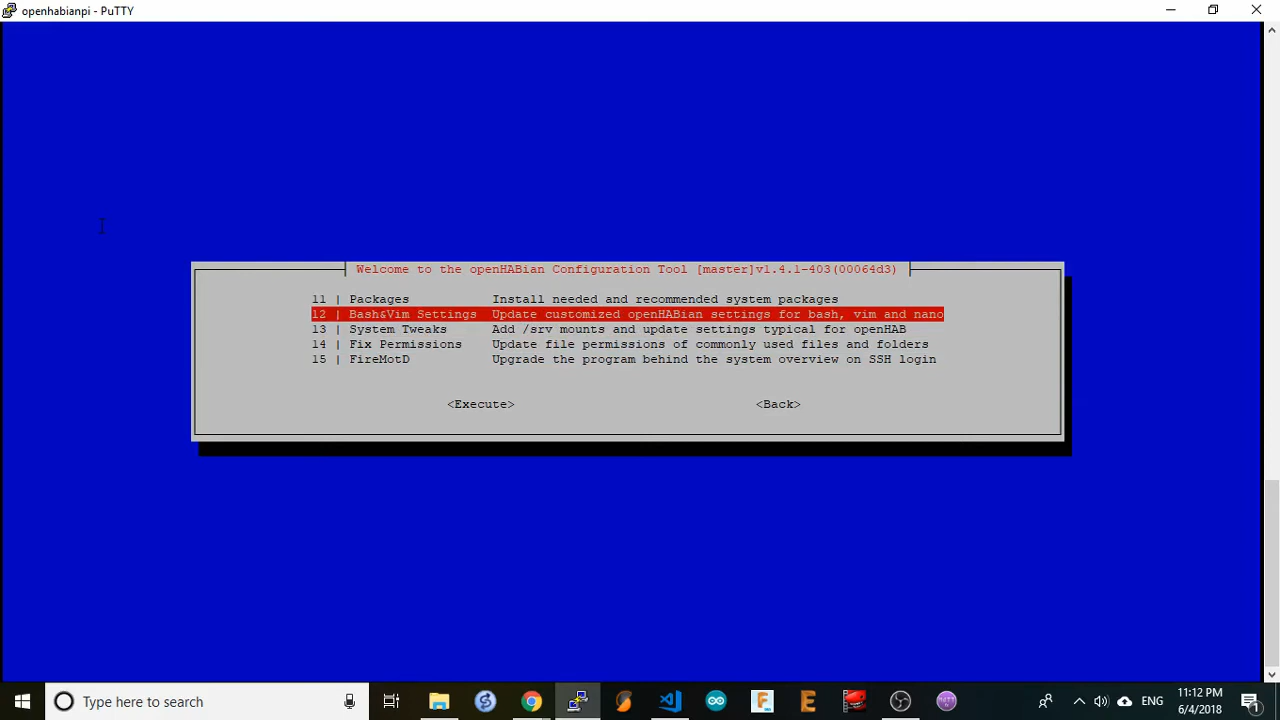 openhabianpi - PuTTY
Welcome to the openHABian Configuration Tool [master]v1.4.1-403(00064d3)
11 | Packages Install needed and recommended system packages
12 | Bash&Vim Settings Update customized openHABian settings for bash, vim and nano
13 | System Tweaks Add /srv mounts and update settings typical for openHAB
14 | Fix Permissions Update file permissions of commonly used files and folders
15 | FireMotD Upgrade the program behind the system overview on SSH login
<Execute> <Back>
Type here to search
ENG
11:12 PM
6/4/2018
1